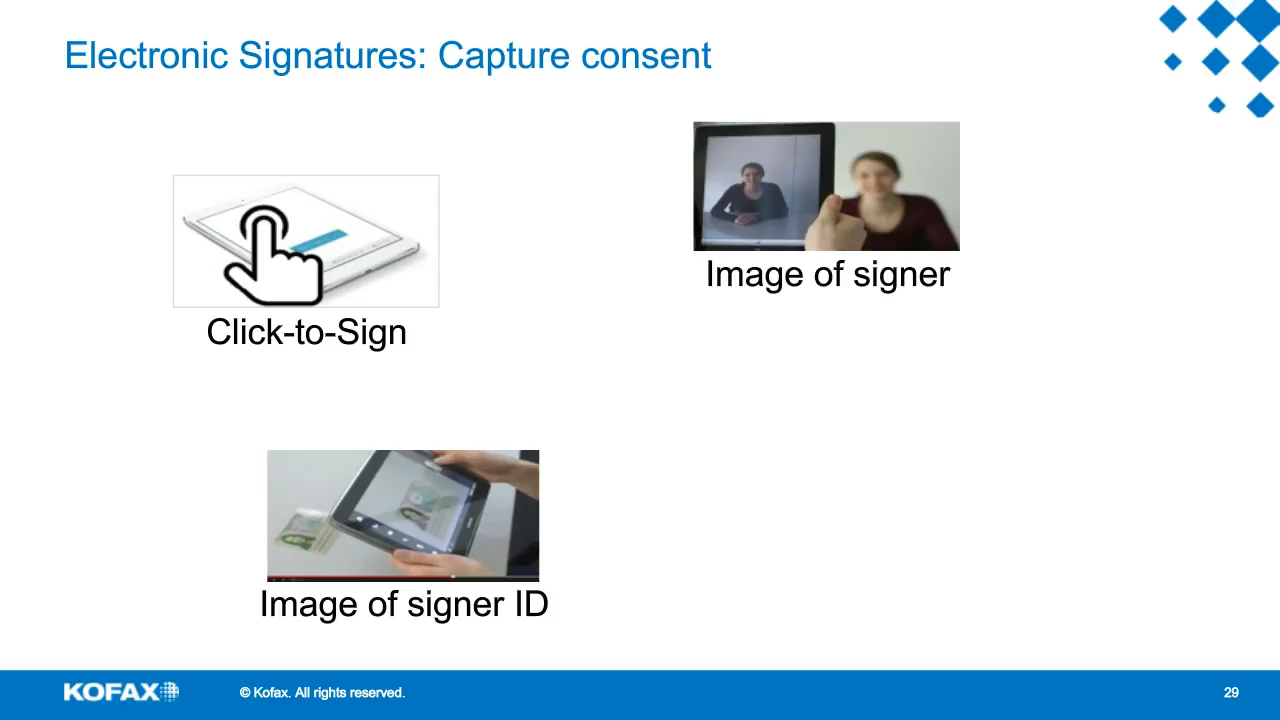 Electronic Signatures: Capture consent
Image of signer
Click-to-Sign
Image of signer ID
KOFAX
© Kofax. All rights reserved.
29